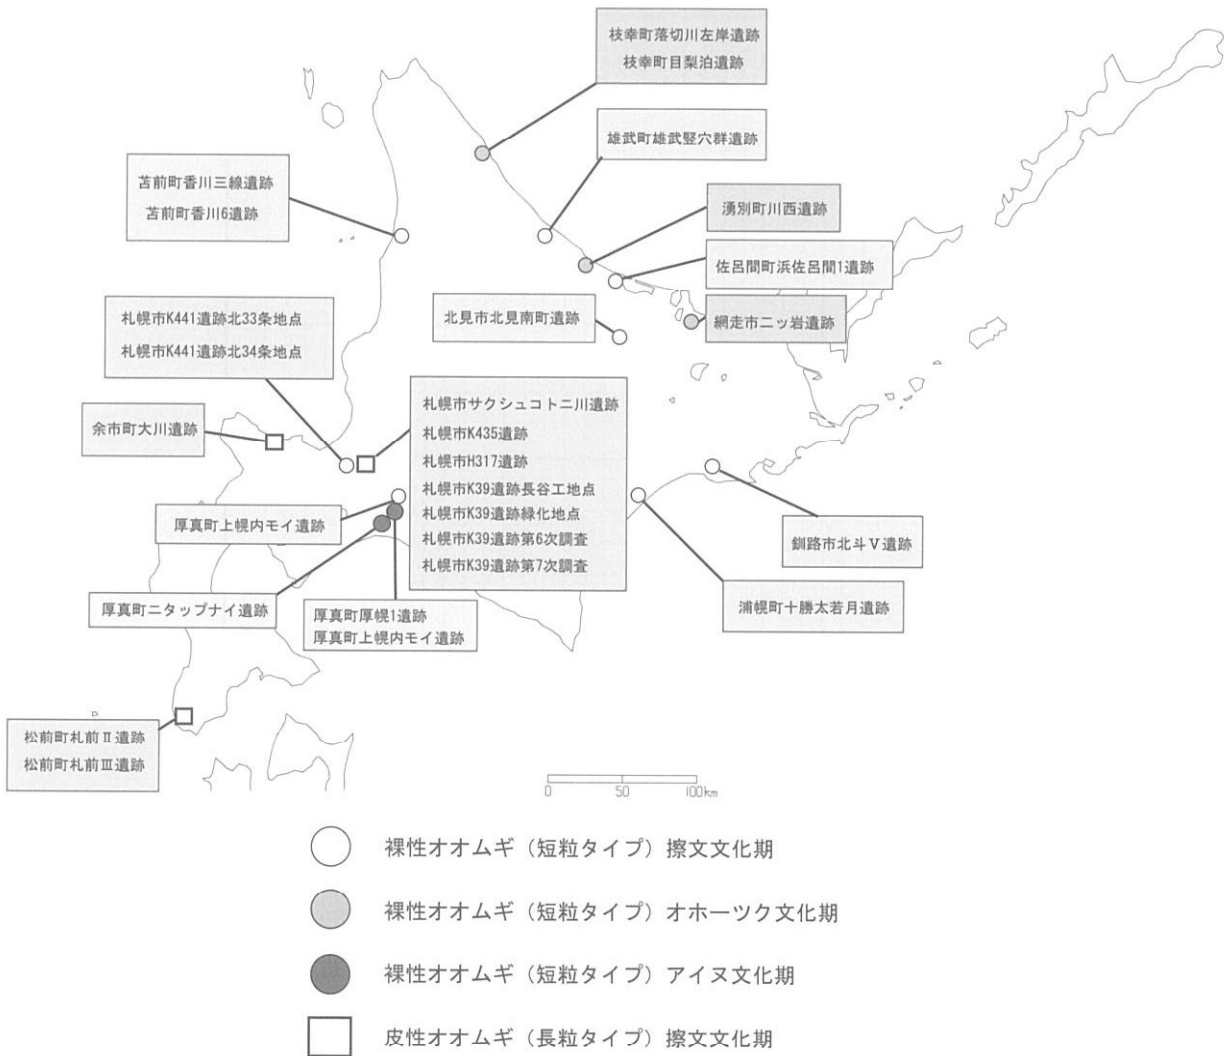 枝幸町落切川左岸遺跡
枝幸町目梨泊遺跡
雄武町雄武竪穴群遺跡
苫前町香川三線遺跡
苫前町香川6遺跡
湧別町川西遺跡
佐呂間町浜佐呂間1遺跡
札幌市K441遺跡北33条地点
札幌市K441遺跡北34条地点
北見市北見南町遺跡
網走市二ッ岩遺跡
余市町大川遺跡
札幌市サクシュコトニ川遺跡
札幌市K435遺跡
札幌市H317遺跡
札幌市K39遺跡長谷工地点
札幌市K39遺跡緑化地点
札幌市K39遺跡第6次調査
札幌市K39遺跡第7次調査
厚真町上幌内モイ遺跡
釧路市北斗Ⅴ遺跡
厚真町ニタップナイ遺跡
厚真町厚幌1遺跡
厚真町上幌内モイ遺跡
浦幌町十勝太若月遺跡
松前町札前Ⅱ遺跡
松前町札前Ⅲ遺跡
0 50 100km
裸性オオムギ（短粒タイプ）擦文文化期
裸性オオムギ（短粒タイプ）オホーツク文化期
裸性オオムギ（短粒タイプ）アイヌ文化期
皮性オオムギ（長粒タイプ）擦文文化期